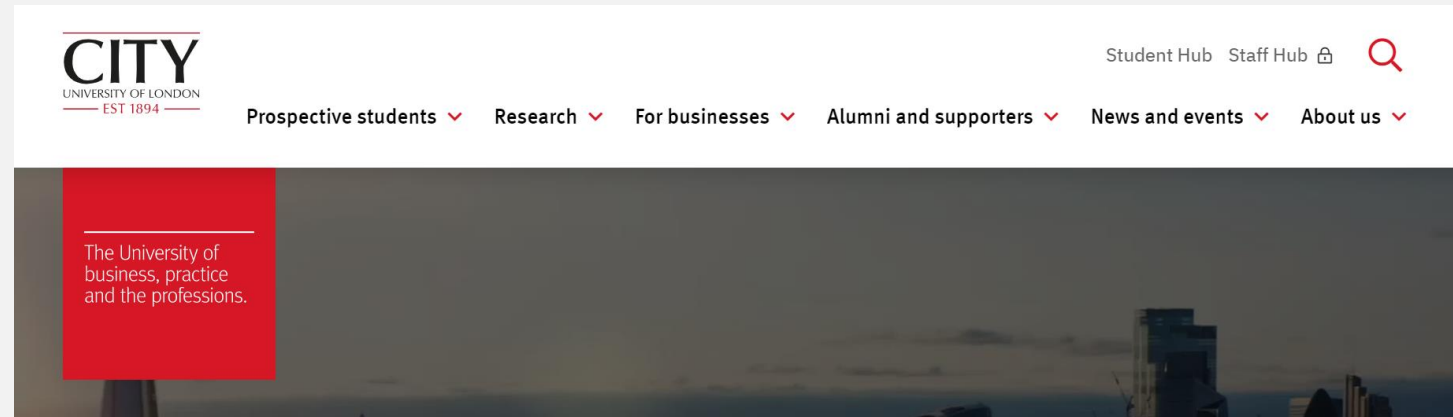 CITY
UNIVERSITY OF LONDON
EST 1894
Student Hub Staff Hub
Prospective students Research For businesses Alumni and supporters News and events About us
The University of
business, practice
and the professions.